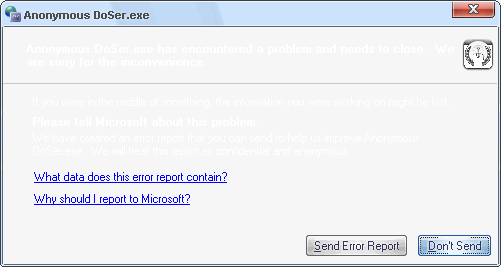 Anonymous DoSer.exe
Anonymous DoSer.exe has encountered a problem and needs to close. We
are sorry for the inconvenience.
If you were in the middle of something, the information you were working on might be lost.
Please tell Microsoft about this problem.
We have created an error report that you can send to help us improve Anonymous
DoSer.exe. We will treat this report as confidential and anonymous.
What data does this error report contain?
Why should I report to Microsoft?
Send Error Report
Don't Send